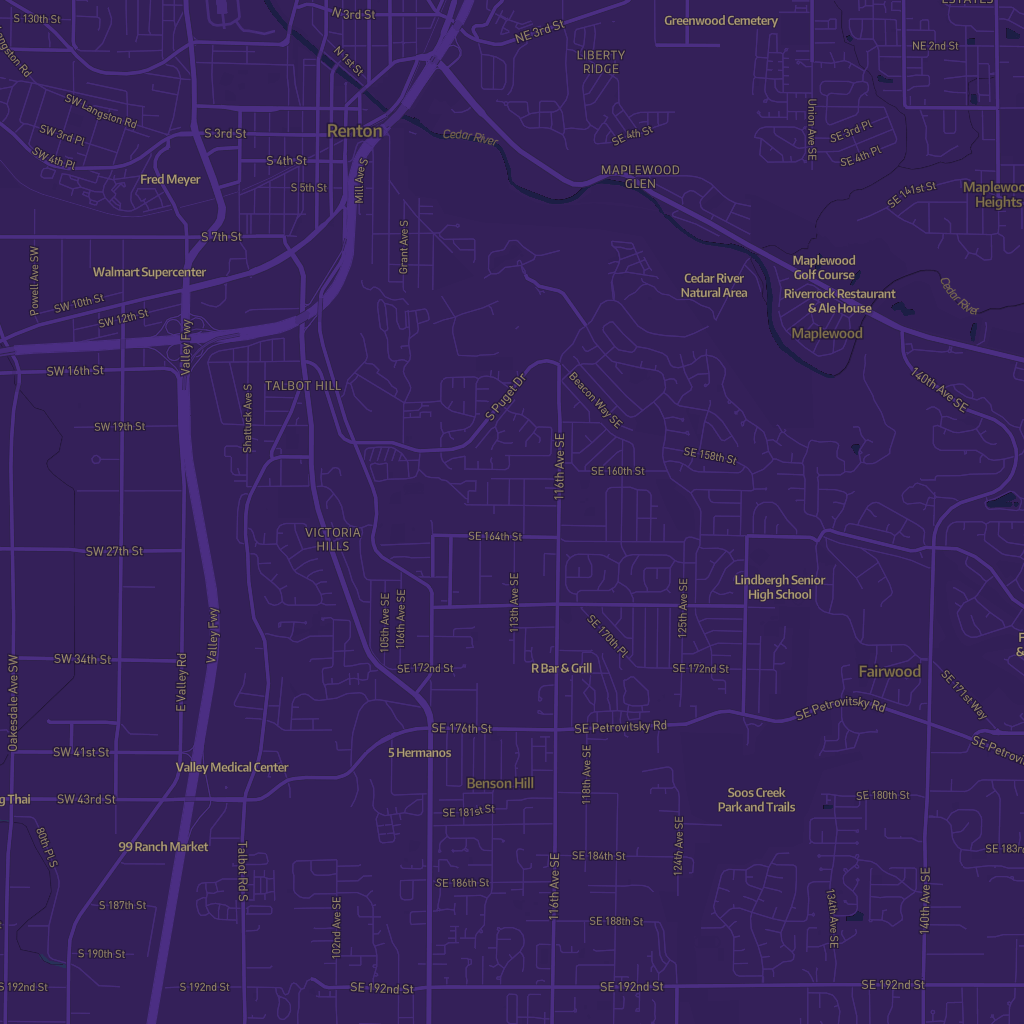 S 130th St
N 3rd St
NE 3rd St
Greenwood Cemetery
ESTATES
Langston Rd
N 1st St
LIBERTY
RIDGE
NE 2nd St
SW Langston Rd
SW 3rd Pl
SW 4th Pl
S 3rd St
Renton
Cedar River
SE 4th St
Union Ave SE
SE 3rd Pl
SE 4th Pl
S 4th St
Fred Meyer
S 5th St
Mill Ave S
MAPLEWOOD
GLEN
SE 141st St
Maplewood
Heights
S 7th St
Grant Ave S
Powell Ave SW
Walmart Supercenter
Cedar River
Natural Area
Maplewood
Golf Course
Riverrock Restaurant
& Ale House
Cedar River
SW 10th St
SW 12th St
Maplewood
Valley Fwy
SW 16th St
TALBOT HILL
S Puget Dr
Beacon Way SE
140th Ave SE
Shattuck Ave S
SW 19th St
116th Ave SE
SE 158th St
SE 160th St
VICTORIA
HILLS
SE 164th St
SW 27th St
Lindbergh Senior
High School
105th Ave SE
106th Ave SE
113th Ave SE
125th Ave SE
SE 170th Pl
Valley Fwy
SW 34th St
E Valley Rd
Oakesdale Ave SW
SE 172nd St
R Bar & Grill
SE 172nd St
Fairwood
SE 171st Way
SE Petrovitsky Rd
SE 176th St
SE Petrovitsky Rd
SW 41st St
5 Hermanos
Valley Medical Center
Benson Hill
118th Ave SE
g Thai
SW 43rd St
SE 181st St
Soos Creek
Park and Trails
SE 180th St
80th Pl S
99 Ranch Market
Talbot Rd S
SE 184th St
124th Ave SE
SE 186th St
116th Ave SE
134th Ave SE
140th Ave SE
S 187th St
102nd Ave SE
SE 188th St
S 190th St
S 192nd St
S 192nd St
SE 192nd St
SE 192nd St
SE 192nd St